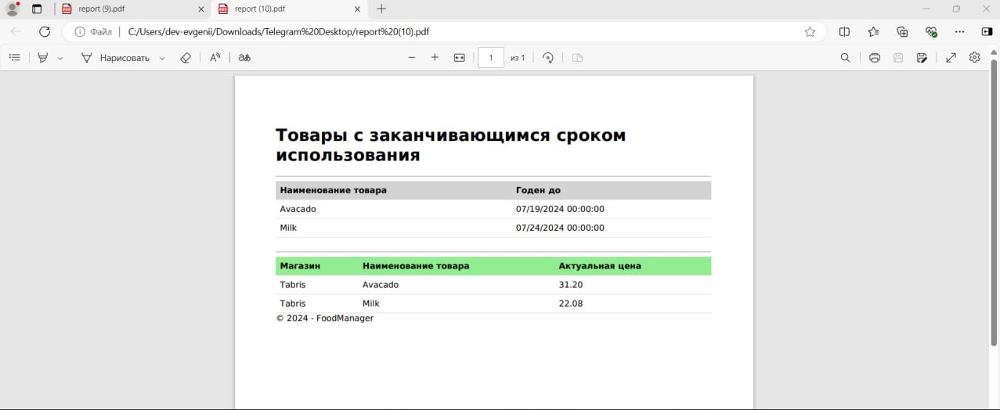 report (9).pdf
report (10).pdf
Файл
C:/Users/dev-evgenii/Downloads/Telegram%20Desktop/report%20(10).pdf
Нарисовать
1 из 1
Товары с заканчивающимся сроком
использования
Наименование товара Годен до
Avacado 07/19/2024 00:00:00
Milk 07/24/2024 00:00:00
Магазин Наименование товара Актуальная цена
Tabris Avacado 31.20
Tabris Milk 22.08
© 2024 - FoodManager